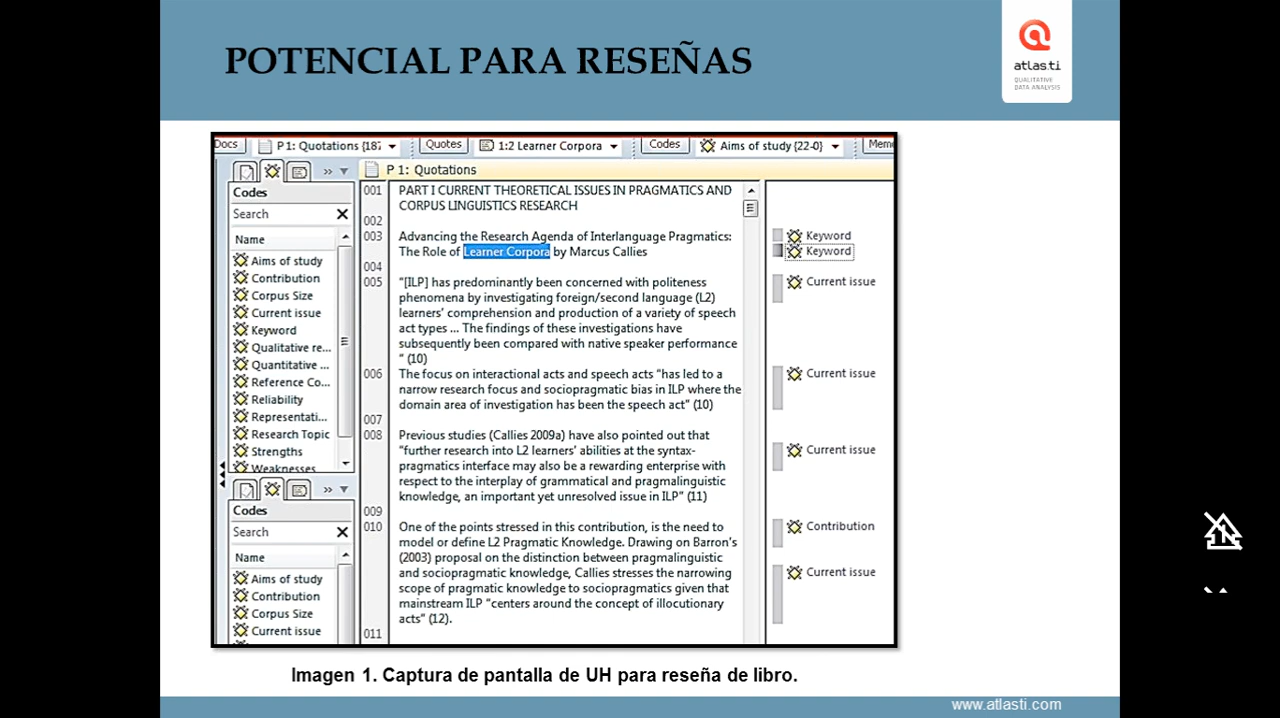 POTENCIAL PARA RESEÑAS
atlas.ti
QUALITATIVE
DATA ANALYSIS
Docs P 1: Quotations {187 Quotes 1:2 Learner Corpora Codes Aims of study {22-0} Memo
P 1: Quotations
Codes
Search
Name
Aims of study
Contribution
Corpus Size
Current issue
Keyword
Qualitative re...
Quantitative ...
Reference Co...
Reliability
Representati...
Research Topic
Strengths
Weaknesses
Codes
Search
Name
Aims of study
Contribution
Corpus Size
Current issue
001 PART I CURRENT THEORETICAL ISSUES IN PRAGMATICS AND
CORPUS LINGUISTICS RESEARCH
002
003 Advancing the Research Agenda of Interlanguage Pragmatics:
The Role of Learner Corpora by Marcus Callies
004
005 “[ILP] has predominantly been concerned with politeness
phenomena by investigating foreign/second language (L2)
learners’ comprehension and production of a variety of speech
act types ... The findings of these investigations have
subsequently been compared with native speaker performance
“ (10)
006 The focus on interactional acts and speech acts “has led to a
narrow research focus and sociopragmatic bias in ILP where the
domain area of investigation has been the speech act” (10)
007
008 Previous studies (Callies 2009a) have also pointed out that
“further research into L2 learners’ abilities at the syntax-
pragmatics interface may also be a rewarding enterprise with
respect to the interplay of grammatical and pragmalinguistic
knowledge, an important yet unresolved issue in ILP” (11)
009
010 One of the points stressed in this contribution, is the need to
model or define L2 Pragmatic Knowledge. Drawing on Barron’s
(2003) proposal on the distinction between pragmalinguistic
and sociopragmatic knowledge, Callies stresses the narrowing
scope of pragmatic knowledge to sociopragmatics given that
mainstream ILP “centers around the concept of illocutionary
acts” (12).
011
Keyword
Keyword
Current issue
Current issue
Current issue
Contribution
Current issue
Imagen 1. Captura de pantalla de UH para reseña de libro.
www.atlasti.com